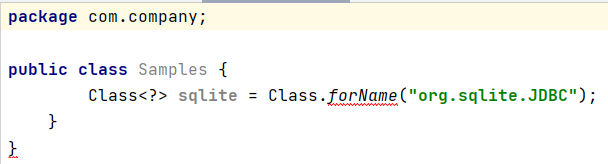 package com.company;
public class Samples {
Class<?> sqlite = Class.forName("org.sqlite.JDBC");
}
}